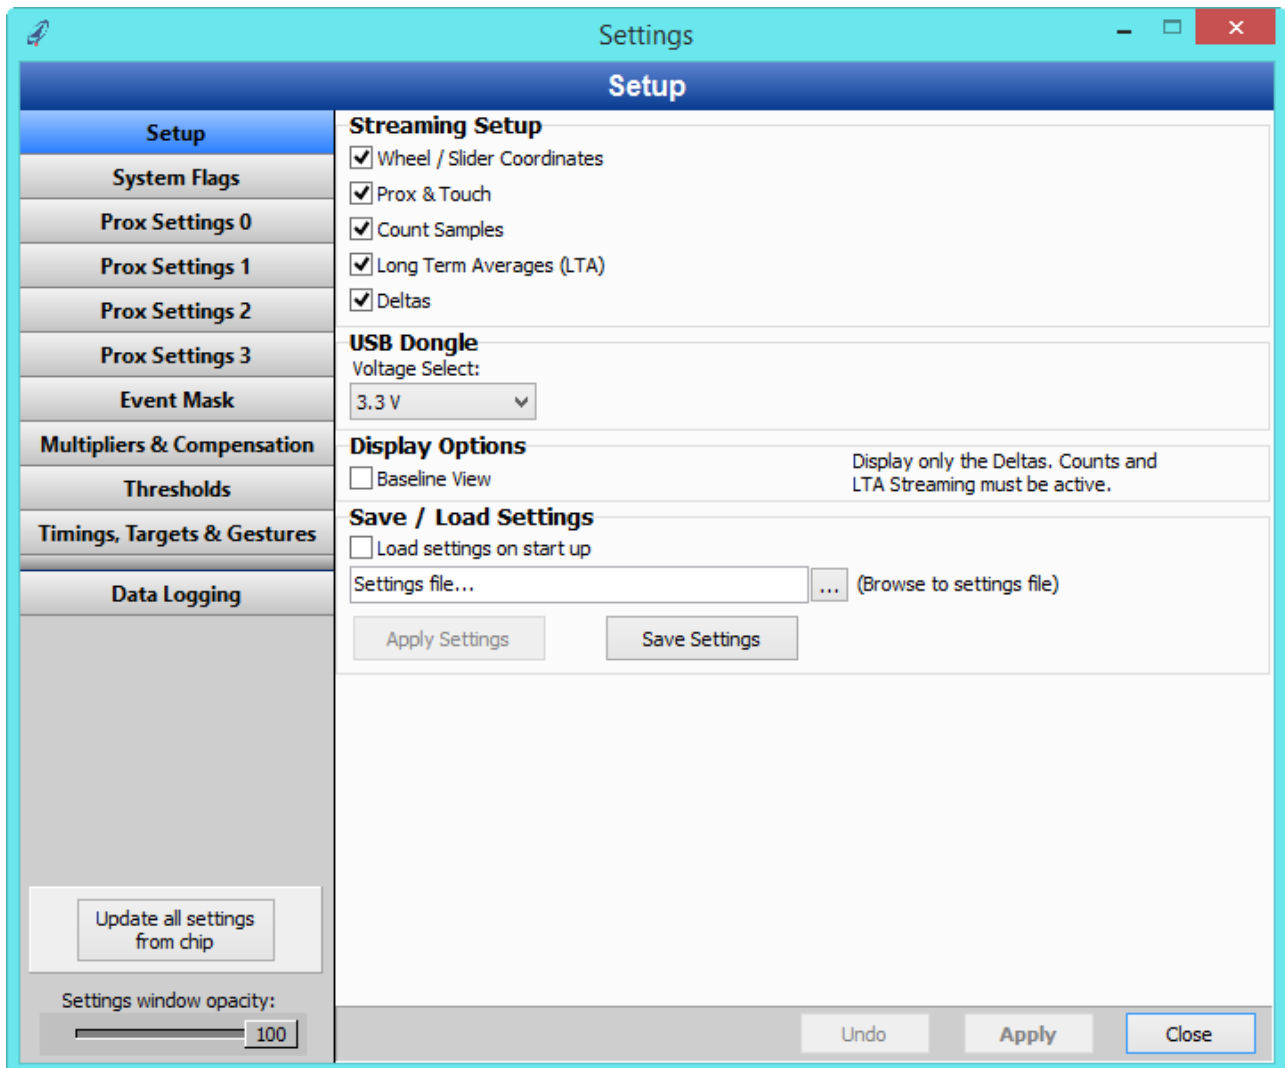 Settings
Setup
Setup
System Flags
Prox Settings 0
Prox Settings 1
Prox Settings 2
Prox Settings 3
Event Mask
Multipliers & Compensation
Thresholds
Timings, Targets & Gestures
Data Logging
Update all settings
from chip
Settings window opacity:
100
Streaming Setup
Wheel / Slider Coordinates
Prox & Touch
Count Samples
Long Term Averages (LTA)
Deltas
USB Dongle
Voltage Select:
3.3 V
Display Options
Baseline View
Display only the Deltas. Counts and
LTA Streaming must be active.
Save / Load Settings
Load settings on start up
Settings file...
... (Browse to settings file)
Apply Settings
Save Settings
Undo
Apply
Close